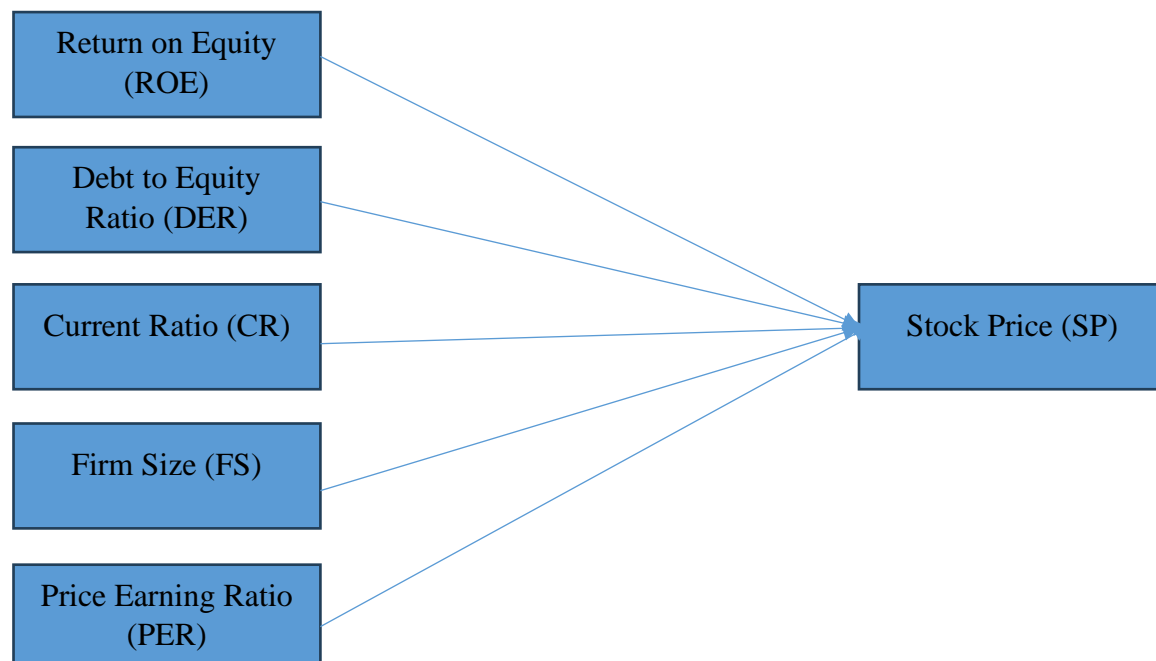 Return on Equity
(ROE)
Debt to Equity
Ratio (DER)
Current Ratio (CR)
Stock Price (SP)
Firm Size (FS)
Price Earning Ratio
(PER)